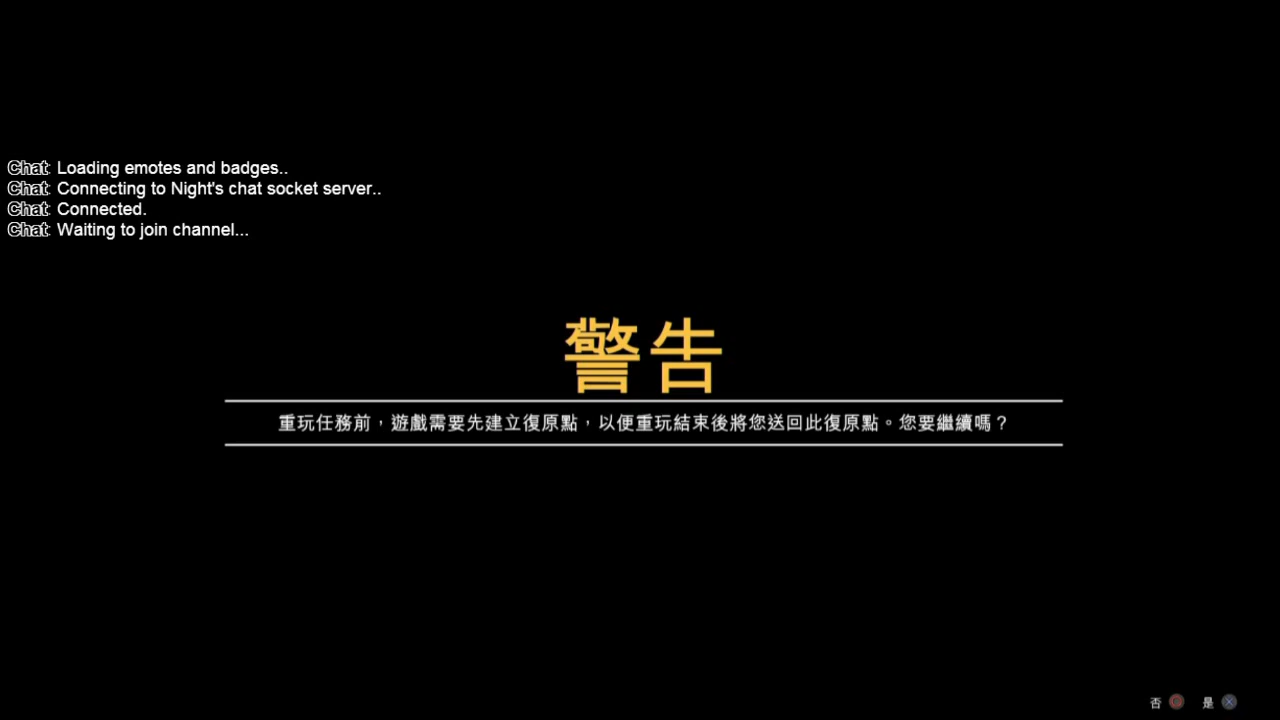 Chat: Loading emotes and badges..
Chat: Connecting to Night's chat socket server..
Chat: Connected.
Chat: Waiting to join channel...
警告
重玩任務前，遊戲需要先建立復原點，以便重玩結束後將您送回此復原點。您要繼續嗎？
否 是